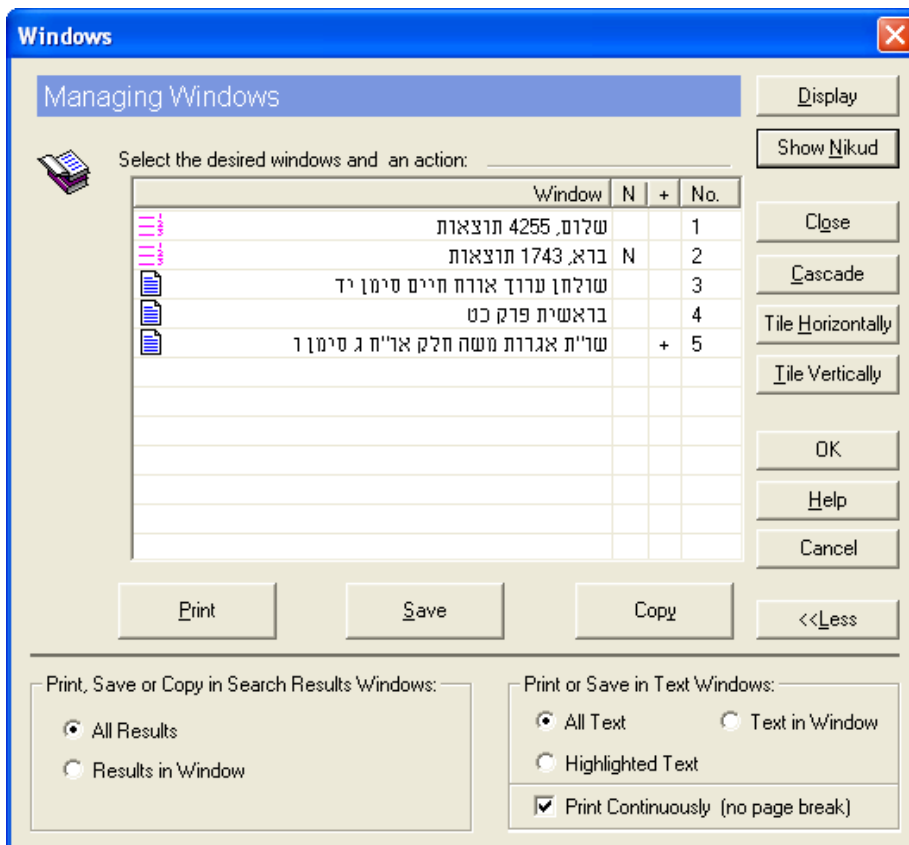 Windows
Managing Windows
Display
Show Nikud
Select the desired windows and an action:
Window N + No.
שלום, 4255 תוצאות 1
ברא, 1743 תוצאות N 2
שולחן ערוך אורח חיים סימן יד 3
בראשית פרק כט 4
שו"ת אגרות משה חלק או"ח ג סימן ו + 5
Close
Cascade
Tile Horizontally
Tile Vertically
OK
Help
Cancel
Print Save Copy
<<Less
Print, Save or Copy in Search Results Windows:
All Results
Results in Window
Print or Save in Text Windows:
All Text Text in Window
Highlighted Text
Print Continuously (no page break)